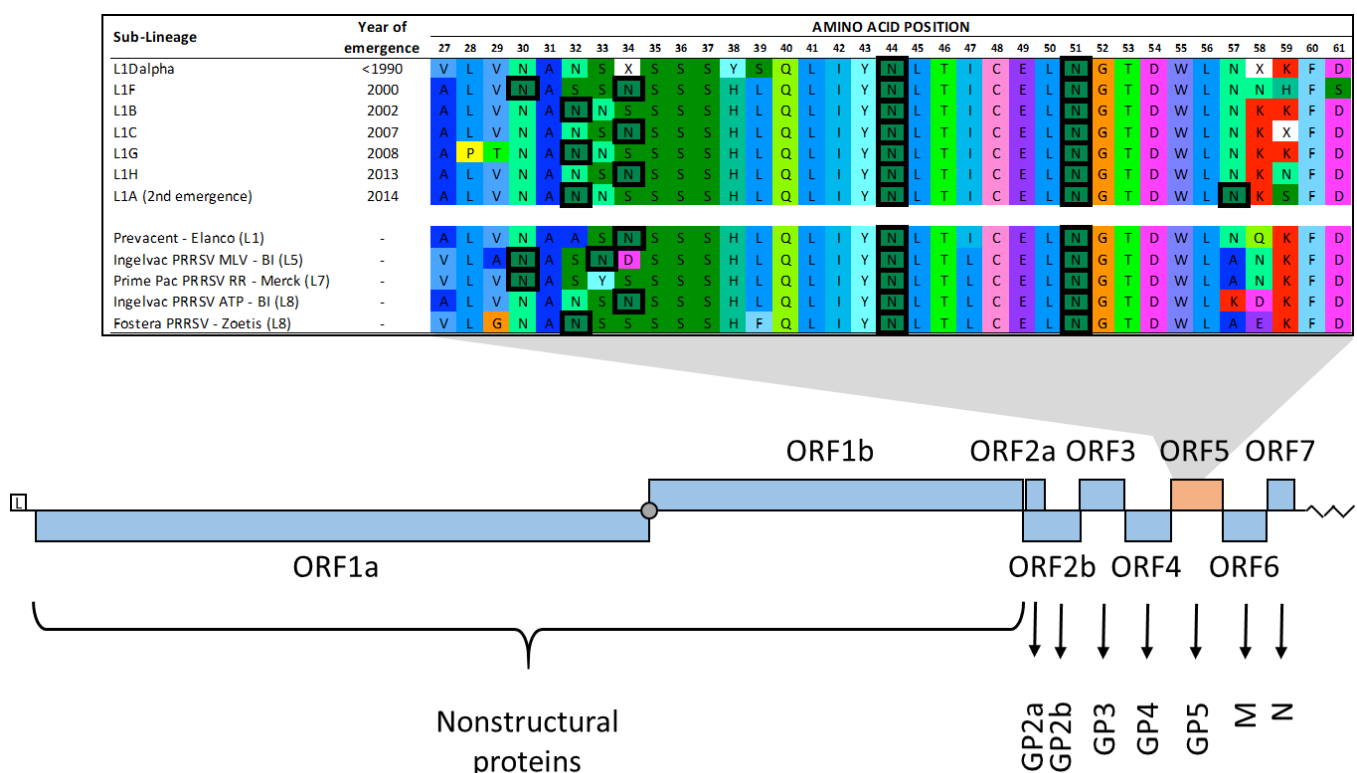 Sub-Lineage Year of emergence AMINO ACID POSITION
27 28 29 30 31 32 33 34 35 36 37 38 39 40 41 42 43 44 45 46 47 48 49 50 51 52 53 54 55 56 57 58 59 60 61
L1Dalpha <1990 V L V N A N S X S S S Y S Q L I Y N L T I C E L N G T D W L N X K F D
L1F 2000 A L V N A S S N S S S H L Q L I Y N L T I C E L N G T D W L N N H F S
L1B 2002 A L V N A N N S S S S H L Q L I Y N L T I C E L N G T D W L N K K F D
L1C 2007 A L V N A N S N S S S H L Q L I Y N L T I C E L N G T D W L N K X F D
L1G 2008 A P T N A N N S S S S H L Q L I Y N L T I C E L N G T D W L N K K F D
L1H 2013 A L V N A N S N S S S H L Q L I Y N L T I C E L N G T D W L N K N F D
L1A (2nd emergence) 2014 A L V N A N N S S S S H L Q L I Y N L T I C E L N G T D W L N K S F D
Prevacent - Elanco (L1) - A L V N A A S N S S S H L Q L I Y N L T I C E L N G T D W L N Q K F D
Ingelvac PRRSV MLV - BI (L5) - V L A N A S N D S S S H L Q L I Y N L T L C E L N G T D W L A N K F D
Prime Pac PRRSV RR - Merck (L7) - V L V N A S Y S S S S H L Q L I Y N L T L C E L N G T D W L A N K F D
Ingelvac PRRSV ATP - BI (L8) - A L V N A N S N S S S H L Q L I Y N L T L C E L N G T D W L K D K F D
Fostera PRRSV - Zoetis (L8) - V L G N A N S S S S S H F Q L I Y N L T L C E L N G T D W L A E K F D
ORF1b ORF2a ORF3 ORF5 ORF7
L
ORF1a ORF2b ORF4 ORF6
Nonstructural
proteins
GP2a
GP2b
GP3
GP4
GP5
M
N